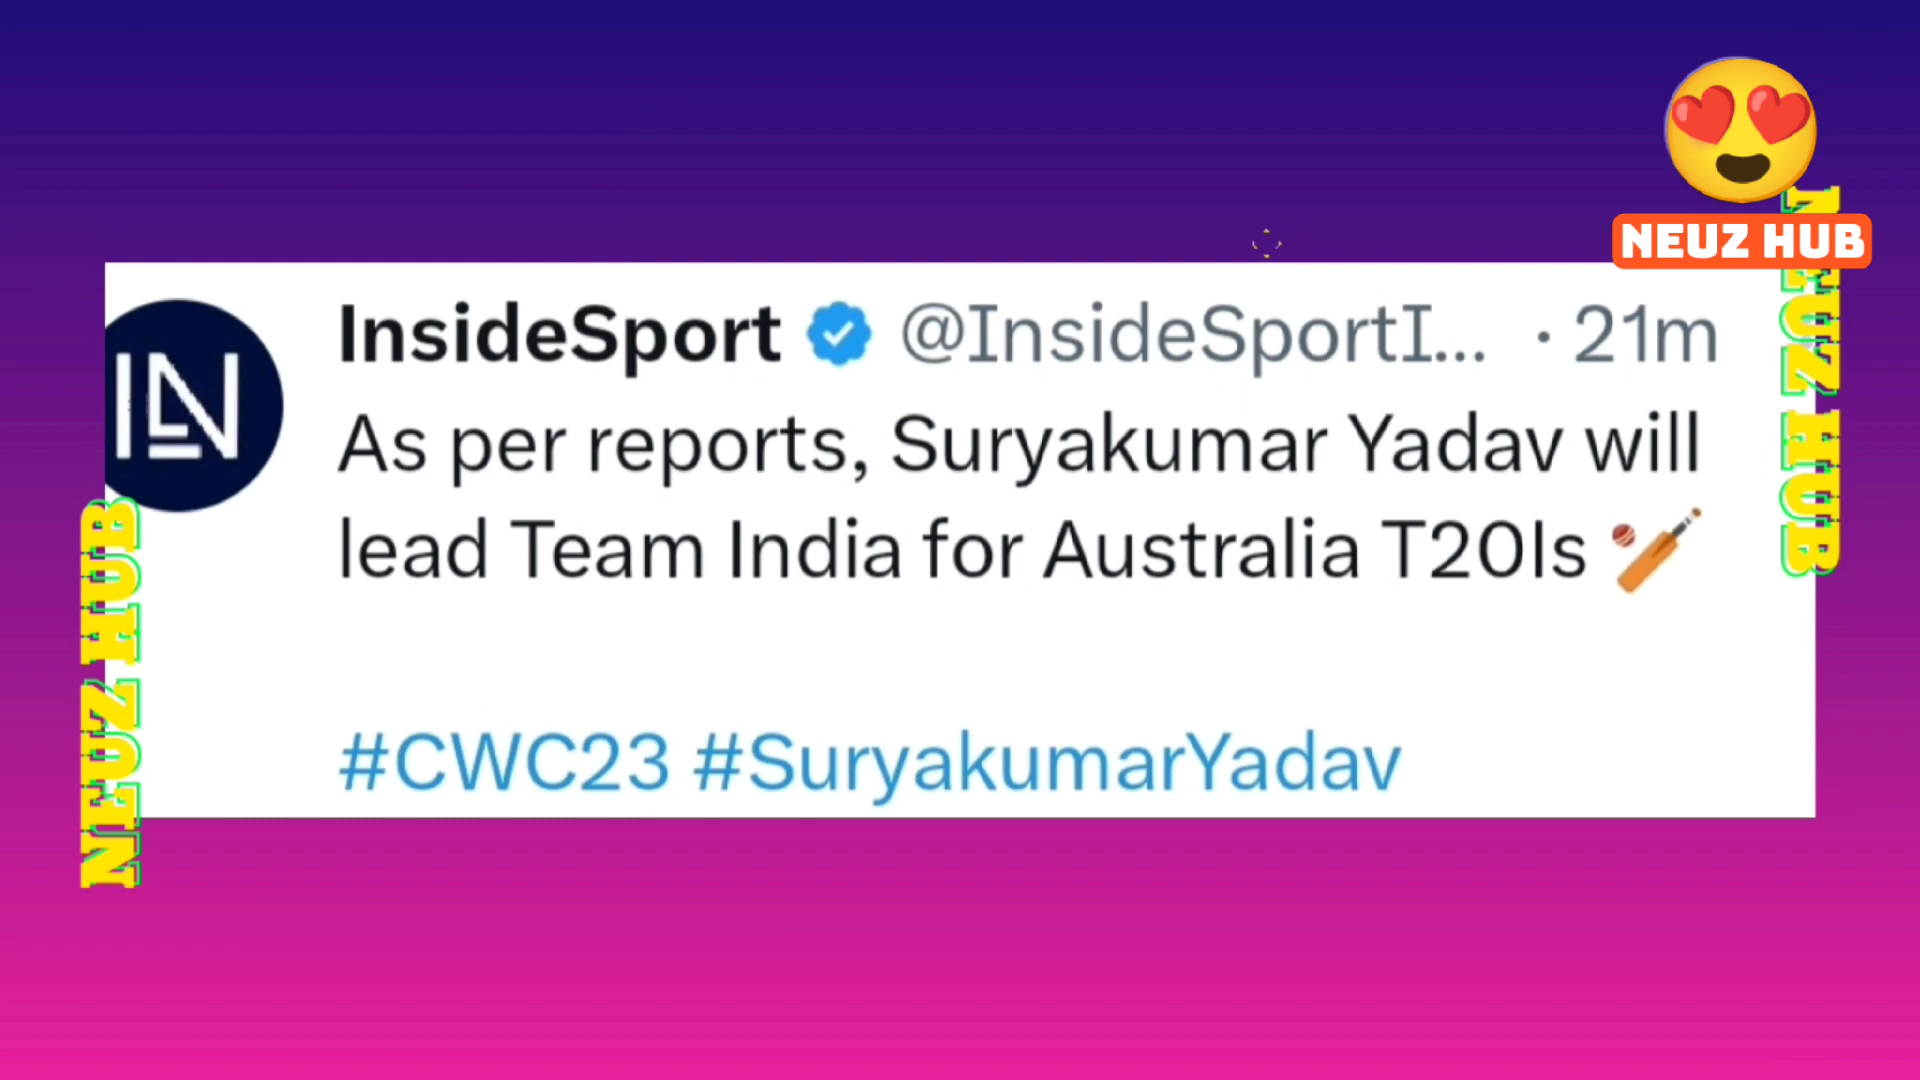 NEUZ HUB
InsideSport @InsideSportI... · 21m
As per reports, Suryakumar Yadav will
lead Team India for Australia T20Is
#CWC23 #SuryakumarYadav
NEUZ HUB
NEUZ HUB